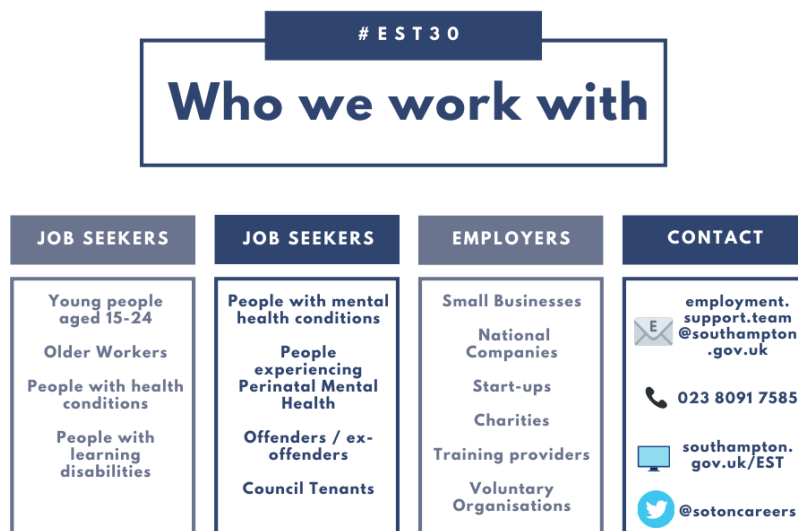 #EST30
Who we work with
JOB SEEKERS
Young people
aged 15-24
Older Workers
People with health
conditions
People with
learning
disabilities
JOB SEEKERS
People with mental
health conditions
People
experiencing
Perinatal Mental
Health
Offenders / ex-
offenders
Council Tenants
EMPLOYERS
Small Businesses
National
Companies
Start-ups
Charities
Training providers
Voluntary
Organisations
CONTACT
E
employment.
support.team
@southampton
.gov.uk
023 8091 7585
southampton.
gov.uk/EST
@sotoncareers